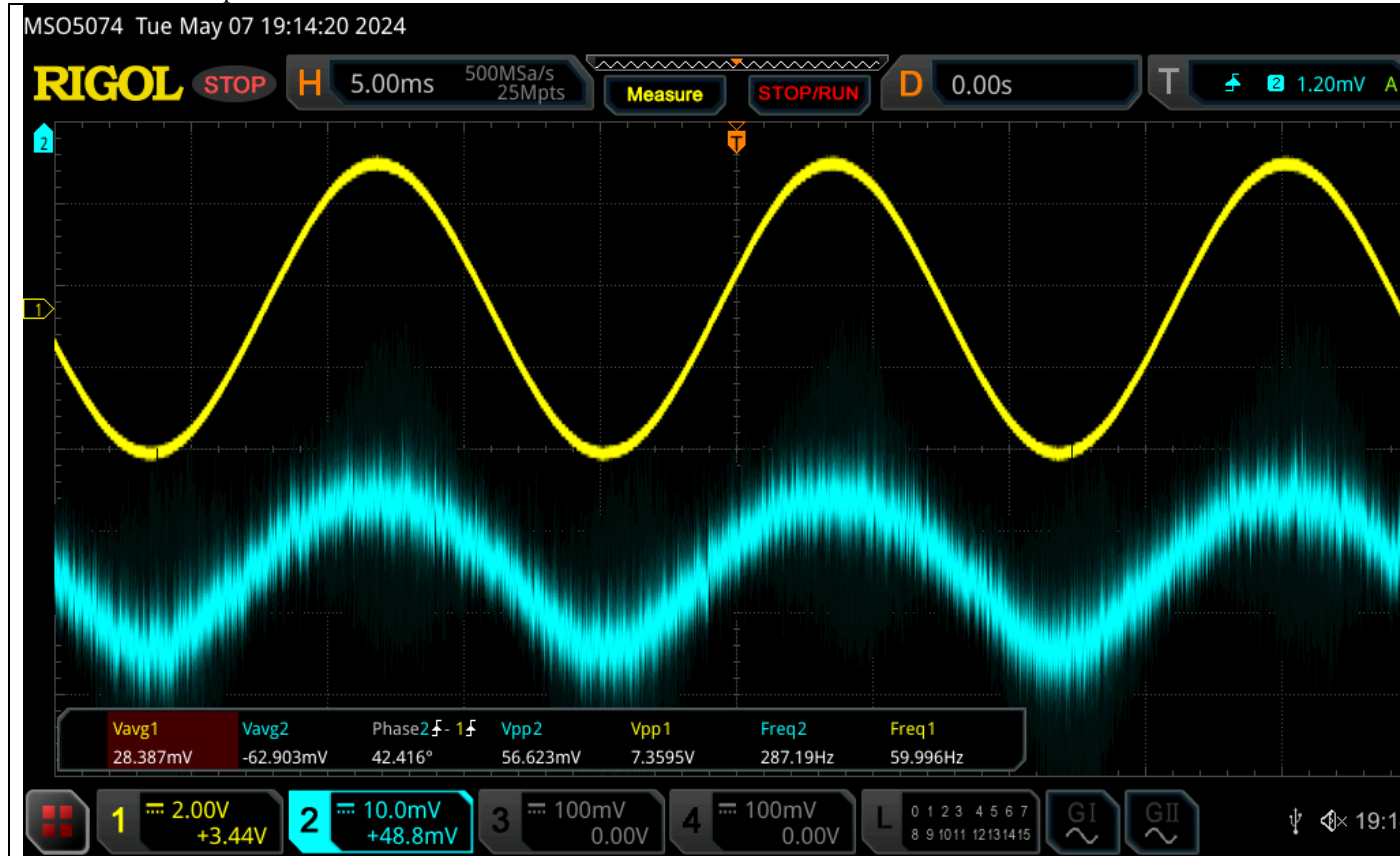 MSO5074 Tue May 07 19:14:20 2024
RIGOL STOP H 5.00ms 500MSa/s 25Mpts Measure STOP/RUN D 0.00s T 2 1.20mV A
2
T
1
Vavg1 Vavg2 Phase2-1 Vpp2 Vpp1 Freq2 Freq1
28.387mV -62.903mV 42.416° 56.623mV 7.3595V 287.19Hz 59.996Hz
1 2.00V 2 10.0mV 3 100mV 4 100mV L 0 1 2 3 4 5 6 7 GI GII
+3.44V +48.8mV 0.00V 0.00V 8 9 10 11 12 13 14 15 19:1